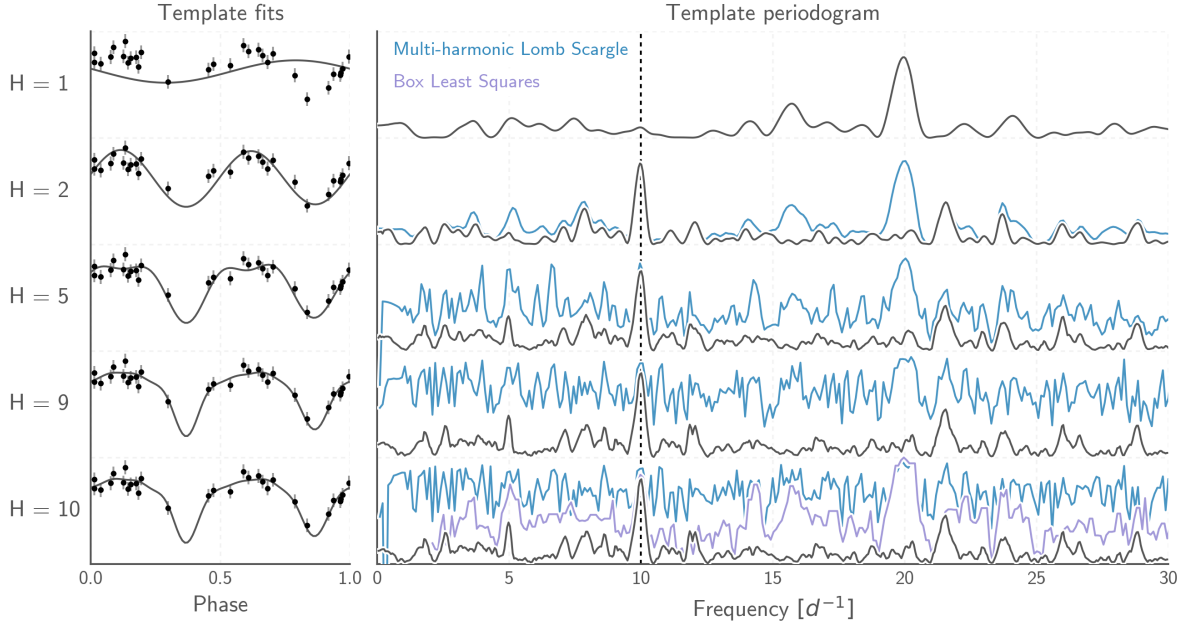 Template fits
Template periodogram
Multi-harmonic Lomb Scargle
Box Least Squares
H = 1
H = 2
H = 5
H = 9
H = 10
0.0 0.5 1.0
0 5 10 15 20 25 30
Phase
Frequency [d⁻¹]